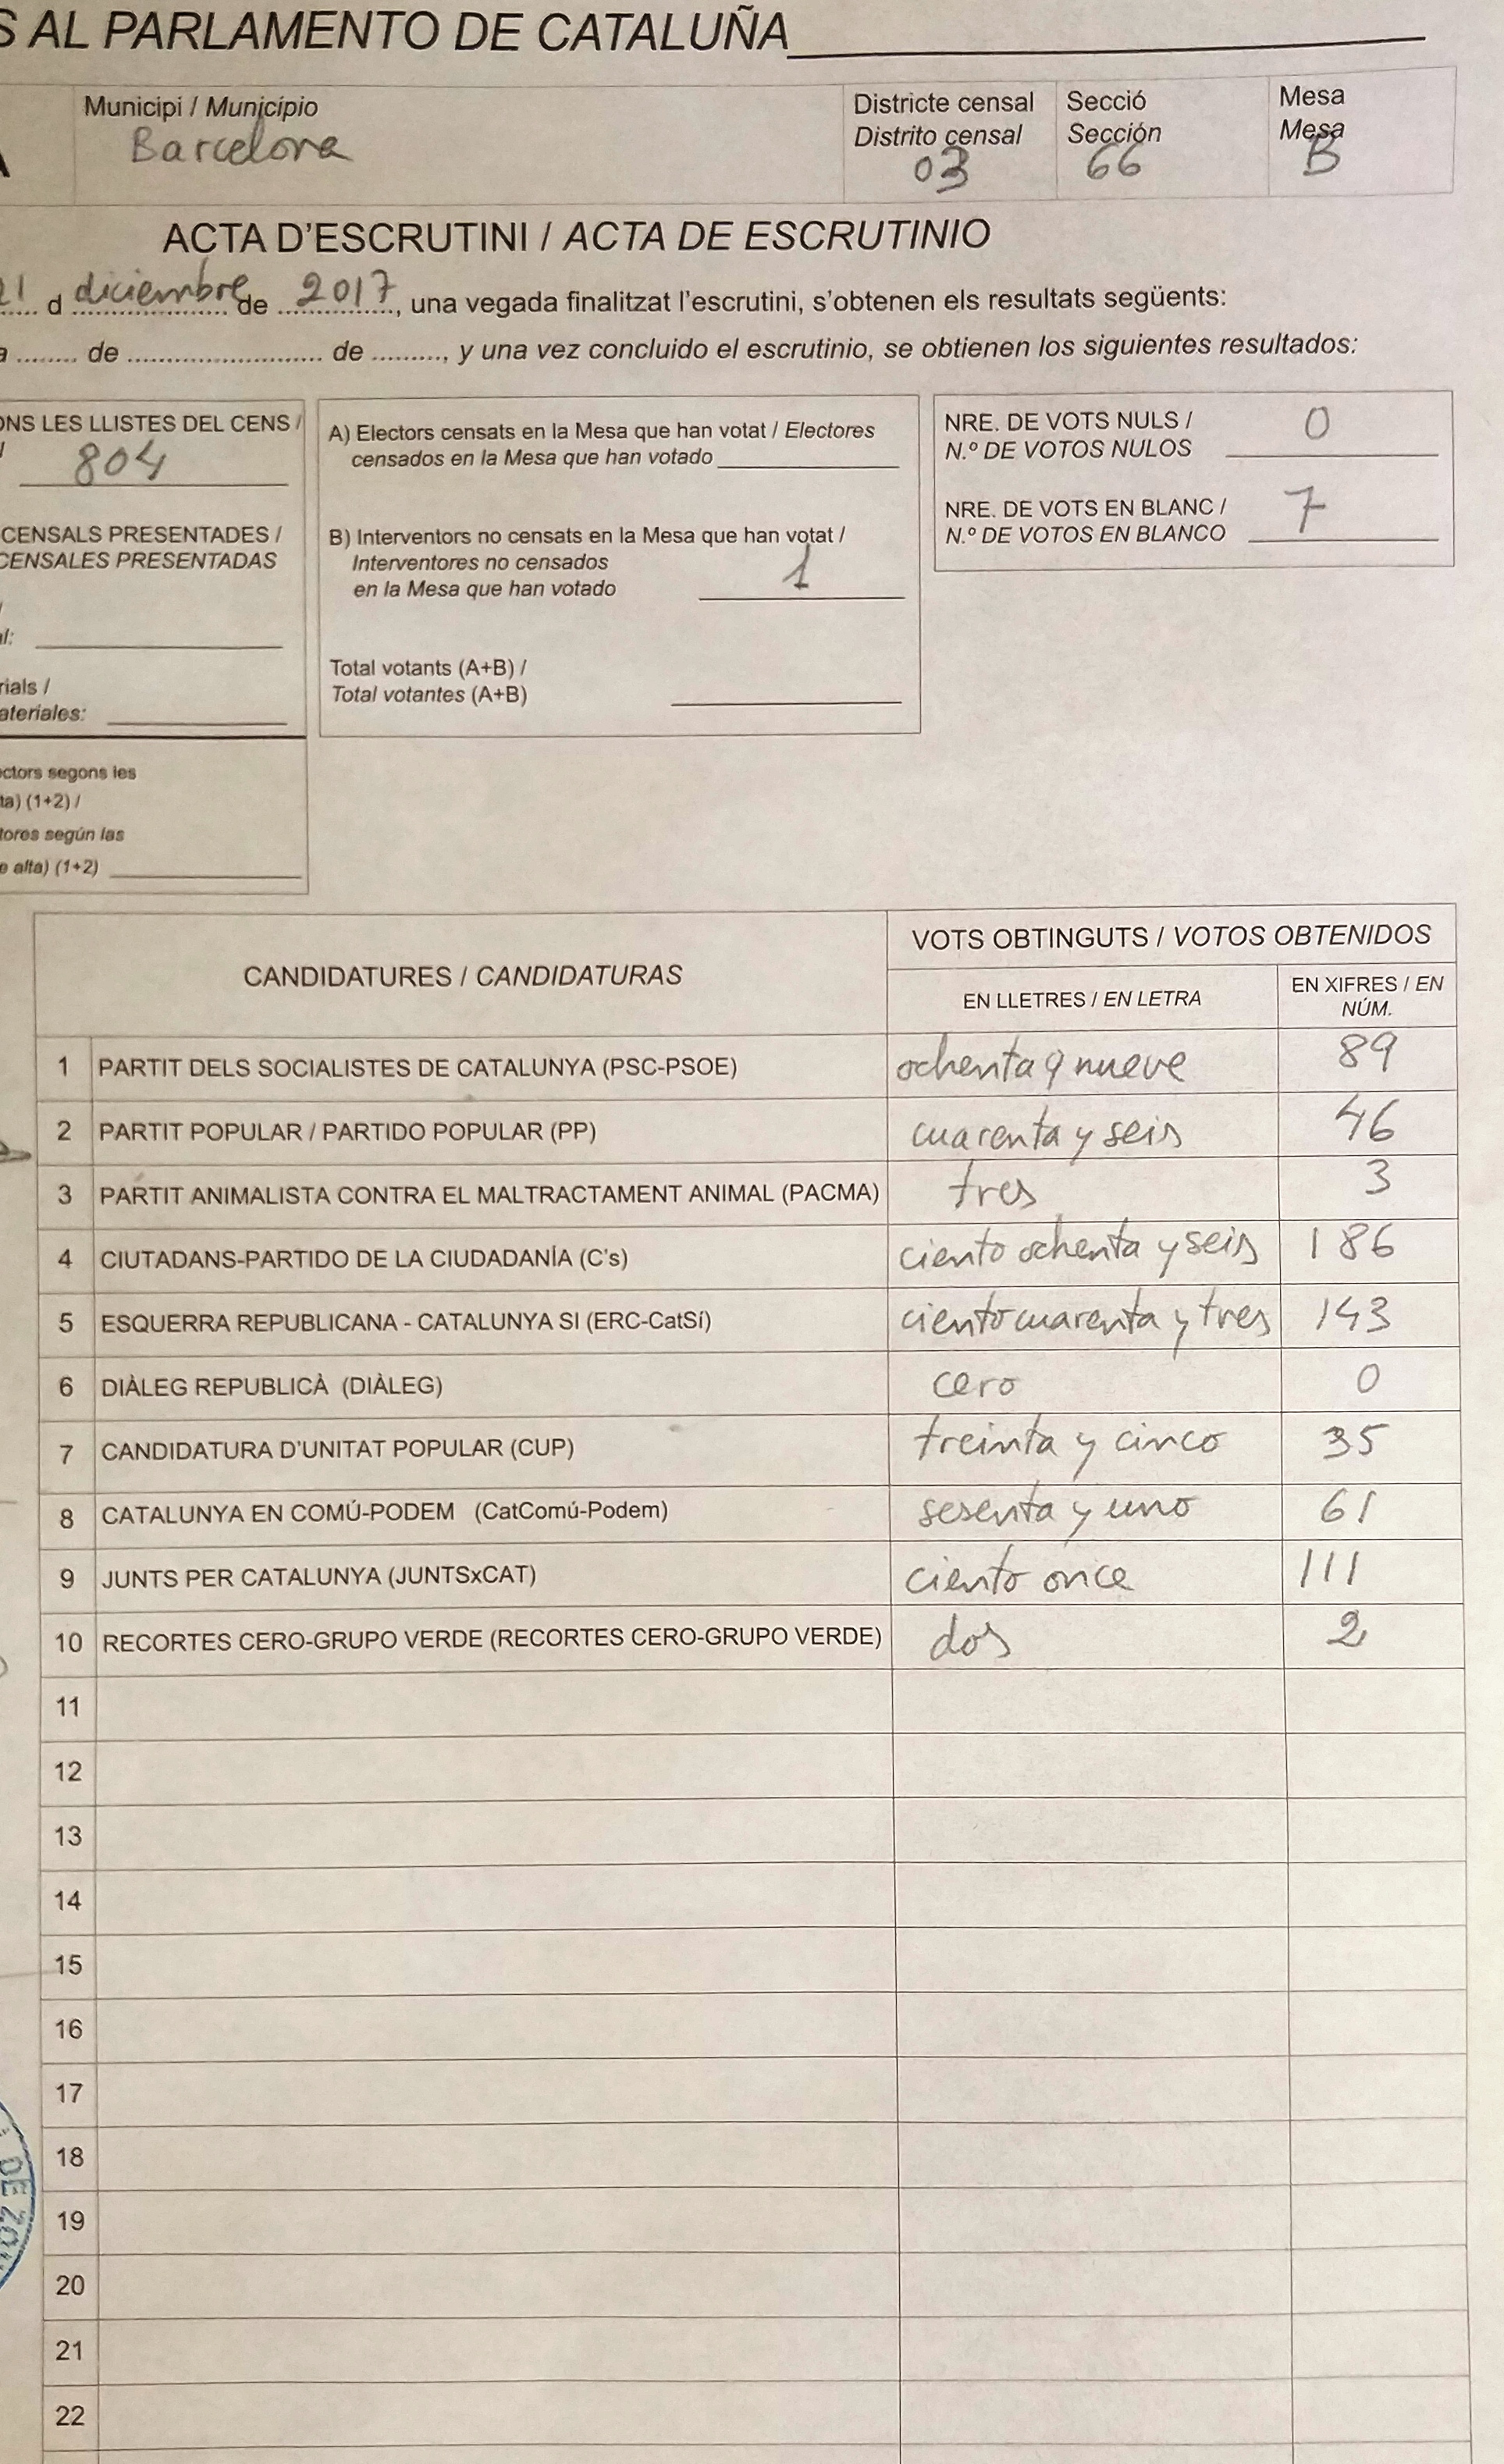 S AL PARLAMENTO DE CATALUÑA
Municipi / Municipio
Barcelona
Districte censal
Distrito censal
03
Secció
Sección
66
Mesa
Mesa
B
ACTA D'ESCRUTINI / ACTA DE ESCRUTINIO
21 d diciembre de 2017, una vegada finalitzat l'escrutini, s'obtenen els resultats següents:
a ........ de ........................ de ........., y una vez concluido el escrutinio, se obtienen los siguientes resultados:
ONS LES LLISTES DEL CENS /
804
CENSALS PRESENTADES /
CENSALES PRESENTADAS
al:
rials /
ateriales:
ectors segons les
ta) (1+2) /
tores según las
e alta) (1+2)
A) Electors censats en la Mesa que han votat / Electores
censados en la Mesa que han votado
B) Interventors no censats en la Mesa que han votat /
Interventores no censados
en la Mesa que han votado 1
Total votants (A+B) /
Total votantes (A+B)
NRE. DE VOTS NULS /
N.º DE VOTOS NULOS 0
NRE. DE VOTS EN BLANC /
N.º DE VOTOS EN BLANCO 7
CANDIDATURES / CANDIDATURAS
VOTS OBTINGUTS / VOTOS OBTENIDOS
EN LLETRES / EN LETRA
EN XIFRES / EN
NÚM.
1 PARTIT DELS SOCIALISTES DE CATALUNYA (PSC-PSOE) ochenta y nueve 89
2 PARTIT POPULAR / PARTIDO POPULAR (PP) cuarenta y seis 46
3 PARTIT ANIMALISTA CONTRA EL MALTRACTAMENT ANIMAL (PACMA) tres 3
4 CIUTADANS-PARTIDO DE LA CIUDADANÍA (C's) ciento ochenta y seis 186
5 ESQUERRA REPUBLICANA - CATALUNYA SI (ERC-CatSí) ciento cuarenta y tres 143
6 DIÀLEG REPUBLICÀ (DIÀLEG) cero 0
7 CANDIDATURA D'UNITAT POPULAR (CUP) treinta y cinco 35
8 CATALUNYA EN COMÚ-PODEM (CatComú-Podem) sesenta y uno 61
9 JUNTS PER CATALUNYA (JUNTSxCAT) ciento once 111
10 RECORTES CERO-GRUPO VERDE (RECORTES CERO-GRUPO VERDE) dos 2
11
12
13
14
15
16
17
18
19
20
21
22
DE ZO